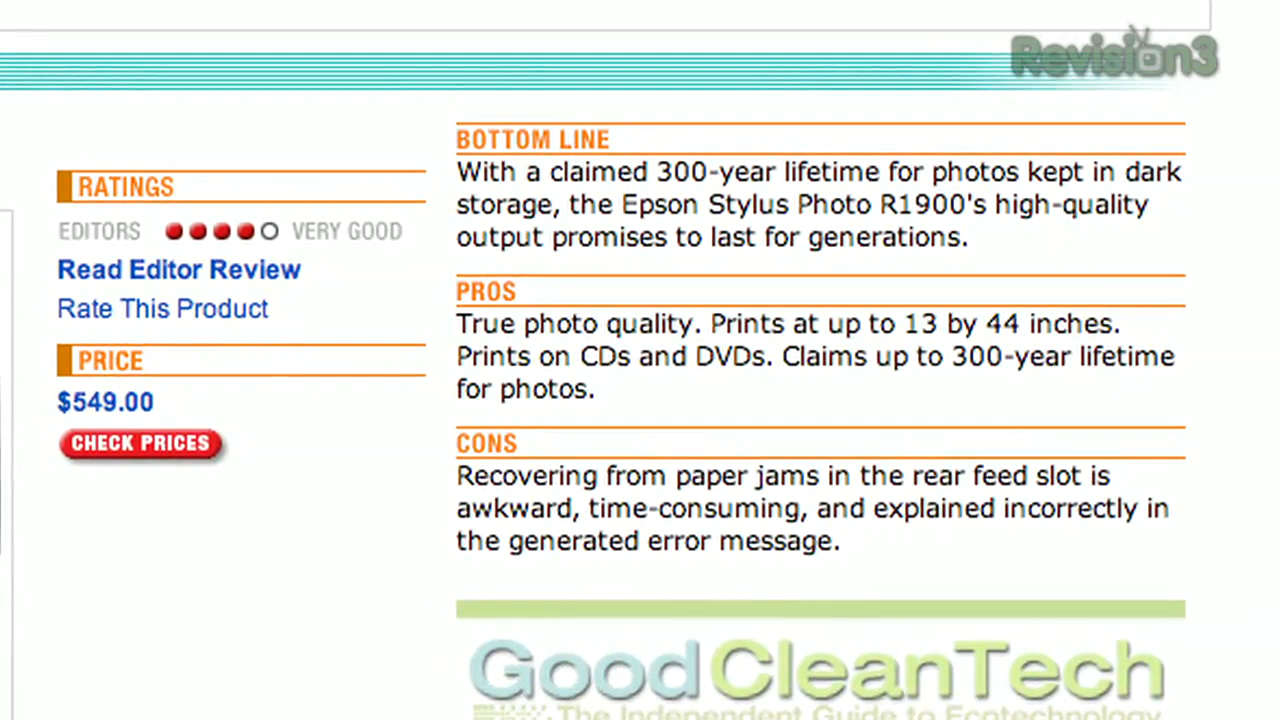 Revision3
RATINGS
EDITORS VERY GOOD
Read Editor Review
Rate This Product
PRICE
$549.00
CHECK PRICES
BOTTOM LINE
With a claimed 300-year lifetime for photos kept in dark
storage, the Epson Stylus Photo R1900's high-quality
output promises to last for generations.
PROS
True photo quality. Prints at up to 13 by 44 inches.
Prints on CDs and DVDs. Claims up to 300-year lifetime
for photos.
CONS
Recovering from paper jams in the rear feed slot is
awkward, time-consuming, and explained incorrectly in
the generated error message.
GoodCleanTech
The Independent Guide to Ecotechnology